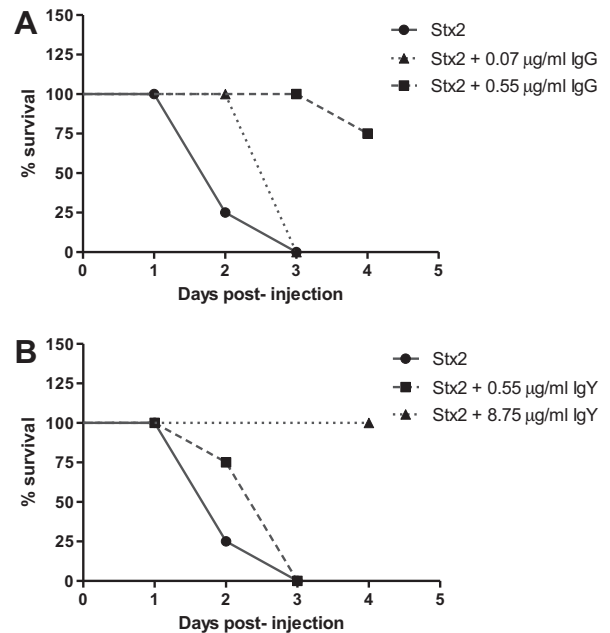 A
150
125
100
75
50
25
0
% survival
0 1 2 3 4 5
Days post- injection
Stx2
Stx2 + 0.07 μg/ml IgG
Stx2 + 0.55 μg/ml IgG
B
150
125
100
75
50
25
0
% survival
0 1 2 3 4 5
Days post- injection
Stx2
Stx2 + 0.55 μg/ml IgY
Stx2 + 8.75 μg/ml IgY